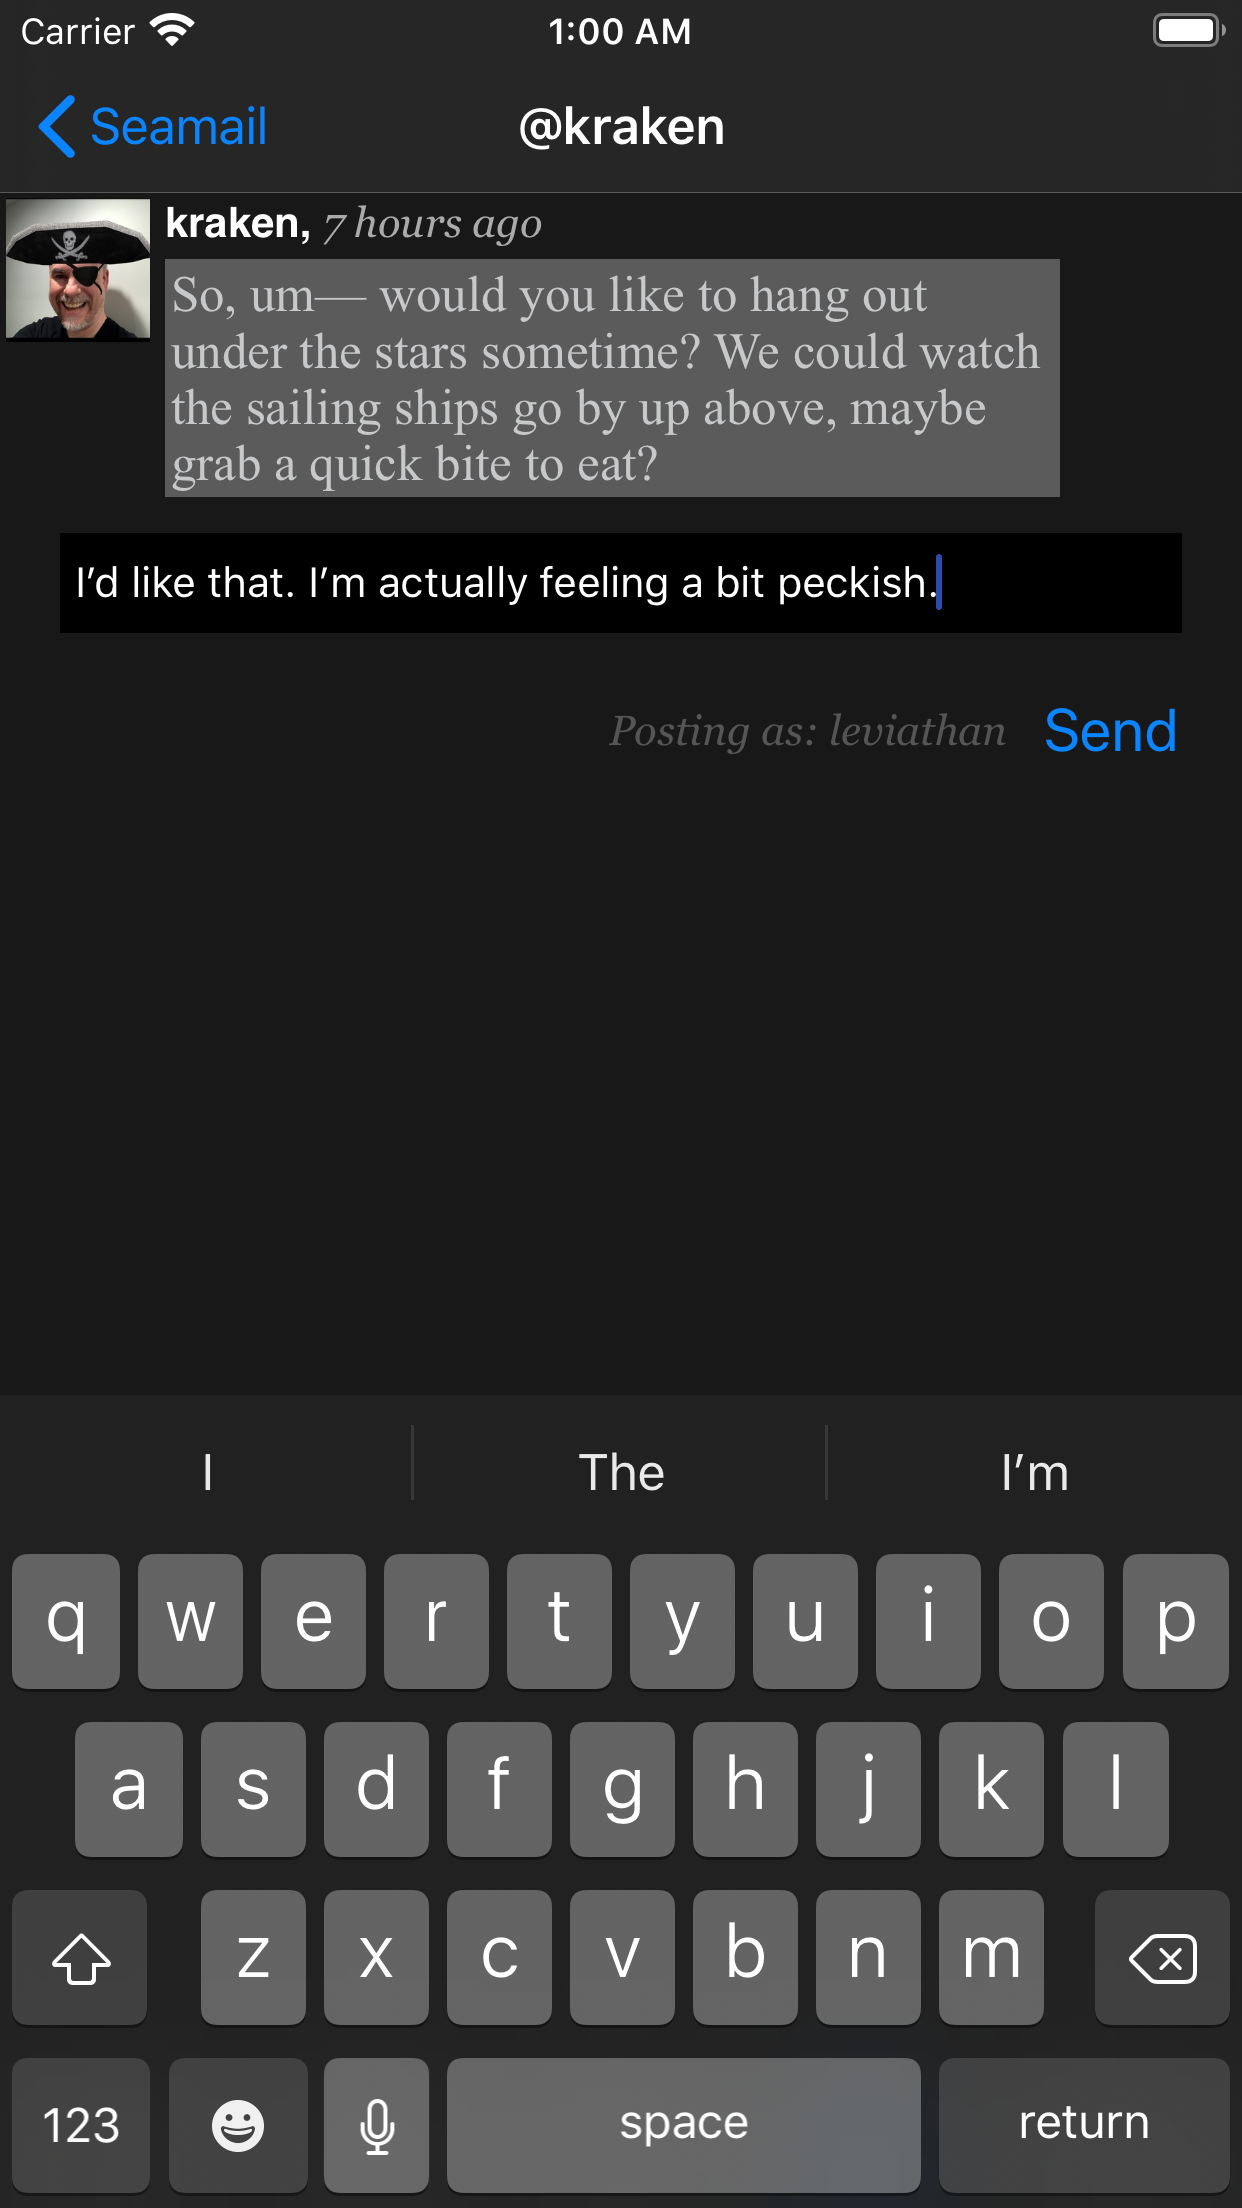 Carrier 1:00 AM
Seamail @kraken
kraken, 7 hours ago
So, um— would you like to hang out
under the stars sometime? We could watch
the sailing ships go by up above, maybe
grab a quick bite to eat?
I’d like that. I’m actually feeling a bit peckish.
Posting as: leviathan Send
I The I’m
q w e r t y u i o p
a s d f g h j k l
z x c v b n m
123 space return